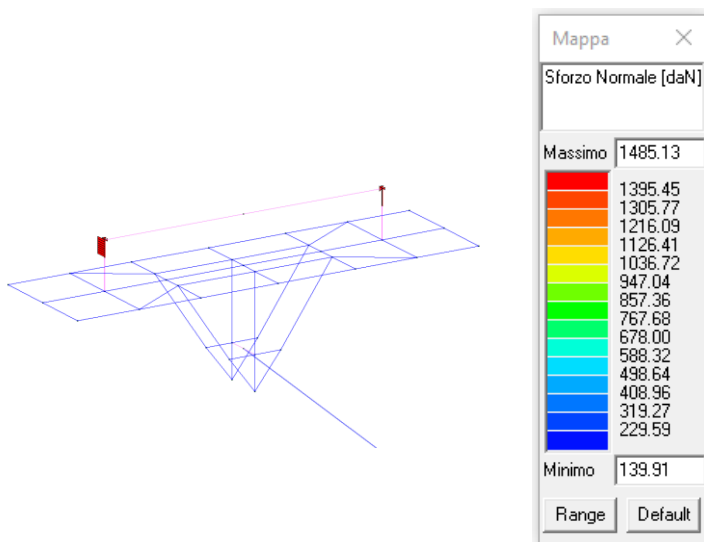 Mappa
Sforzo Normale [daN]
Massimo 1485.13
1395.45
1305.77
1216.09
1126.41
1036.72
947.04
857.36
767.68
678.00
588.32
498.64
408.96
319.27
229.59
Minimo 139.91
Range Default